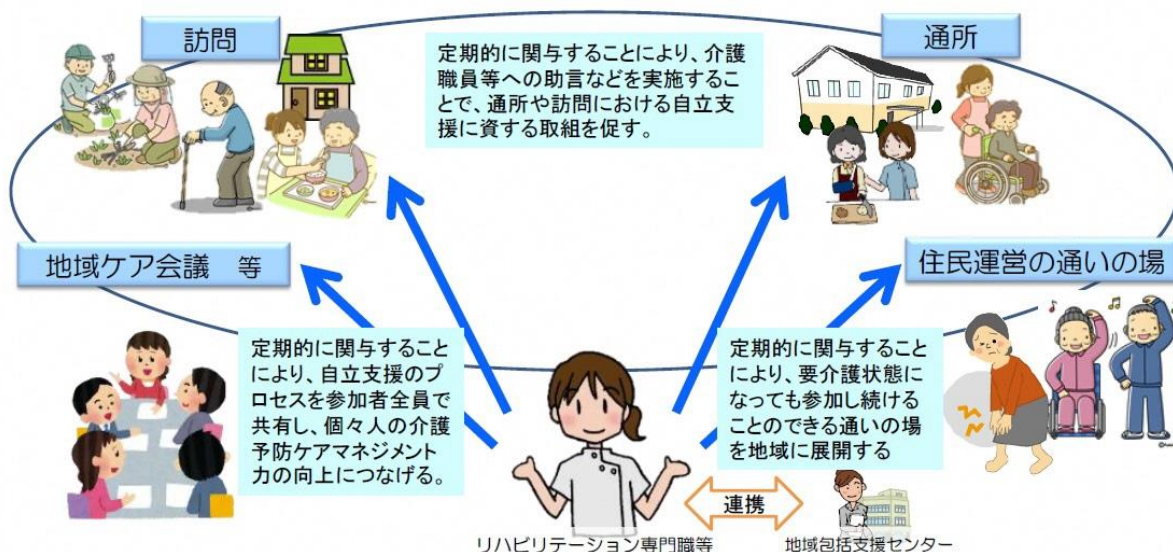 訪問
定期的に関与することにより、介護
職員等への助言などを実施するこ
とで、通所や訪問における自立支
援に資する取組を促す。
通所
地域ケア会議　等
住民運営の通いの場
定期的に関与すること
により、自立支援のプ
ロセスを参加者全員で
共有し、個々人の介護
予防ケアマネジメント
力の向上につなげる。
定期的に関与すること
により、要介護状態に
なっても参加し続ける
ことのできる通いの場
を地域に展開する
連携
リハビリテーション専門職等
地域包括支援センター